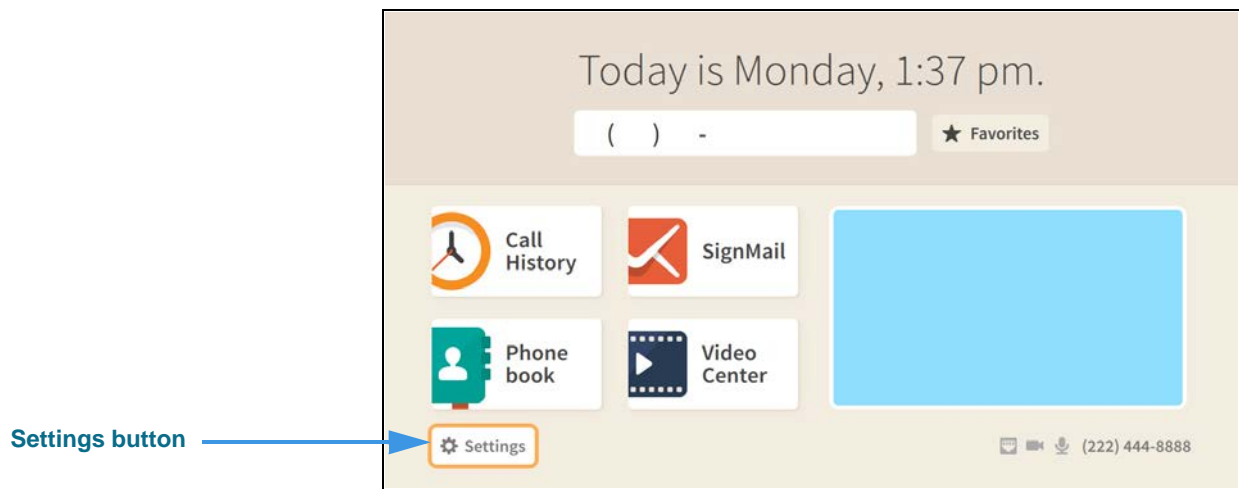 Today is Monday, 1:37 pm.
( ) -
Favorites
Call
History
SignMail
Phone
book
Video
Center
Settings button
Settings
(222) 444-8888